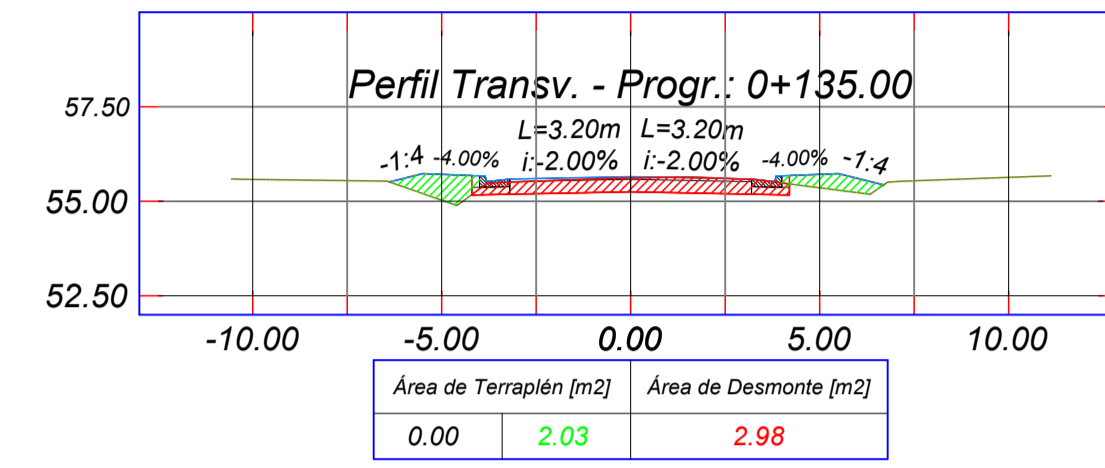 Perfil Transv. - Progr.: 0+135.00
57.50
L=3.20m L=3.20m
-1:4 -4.00% i:-2.00% i:-2.00% -4.00% -1:4
55.00
52.50
-10.00 -5.00 0.00 5.00 10.00
Área de Terraplén [m2] Área de Desmonte [m2]
0.00 2.03 2.98